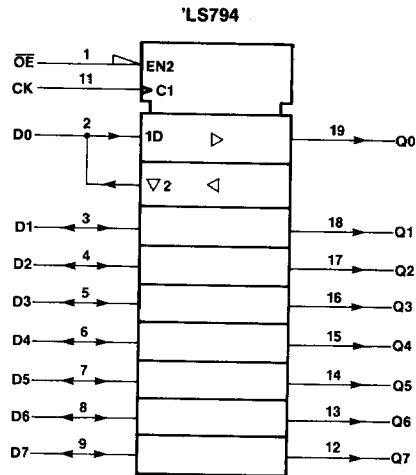 'LS794
OE 1 EN2
CK 11 C1
D0 2 1D 19 Q0
2
D1 3 18 Q1
D2 4 17 Q2
D3 5 16 Q3
D4 6 15 Q4
D5 7 14 Q5
D6 8 13 Q6
D7 9 12 Q7